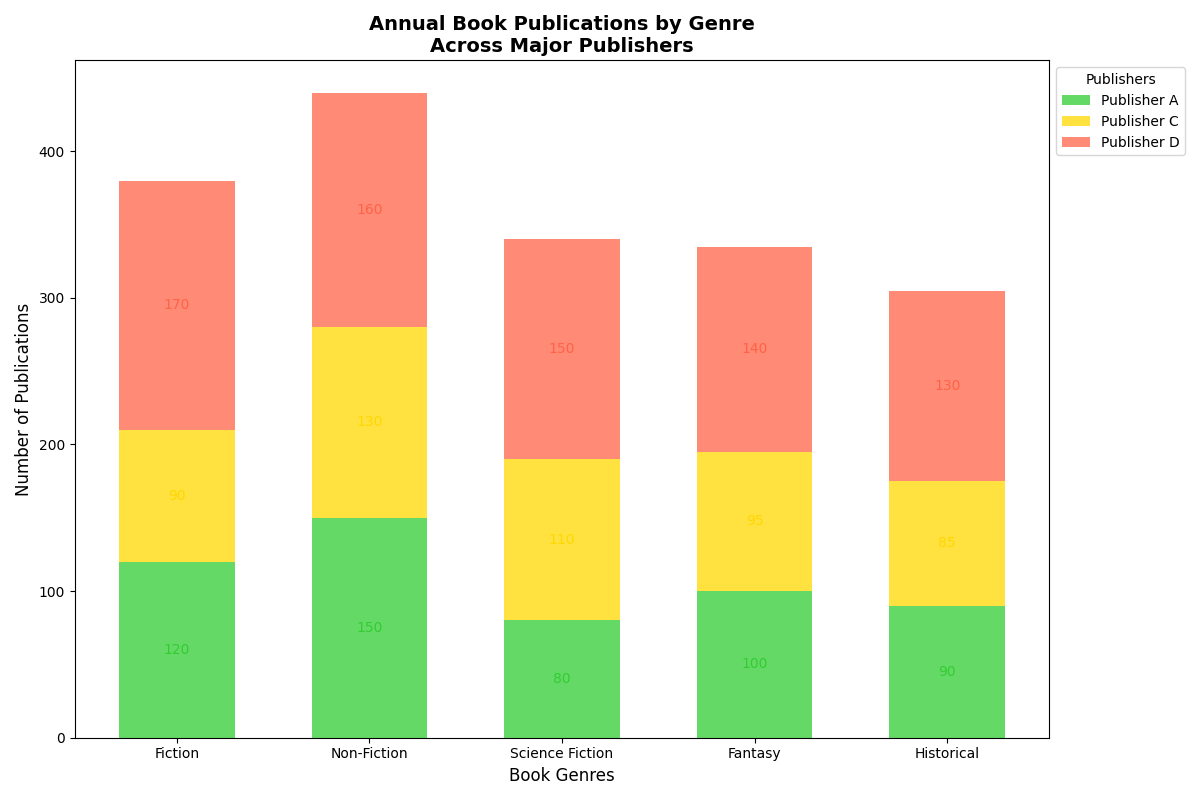 Annual Book Publications by Genre
Across Major Publishers
Publishers
Publisher A
Publisher C
Publisher D
Number of Publications
400
300
200
100
0
170
160
150
140
130
90
130
110
95
85
120
150
80
100
90
Fiction
Non-Fiction
Science Fiction
Fantasy
Historical
Book Genres